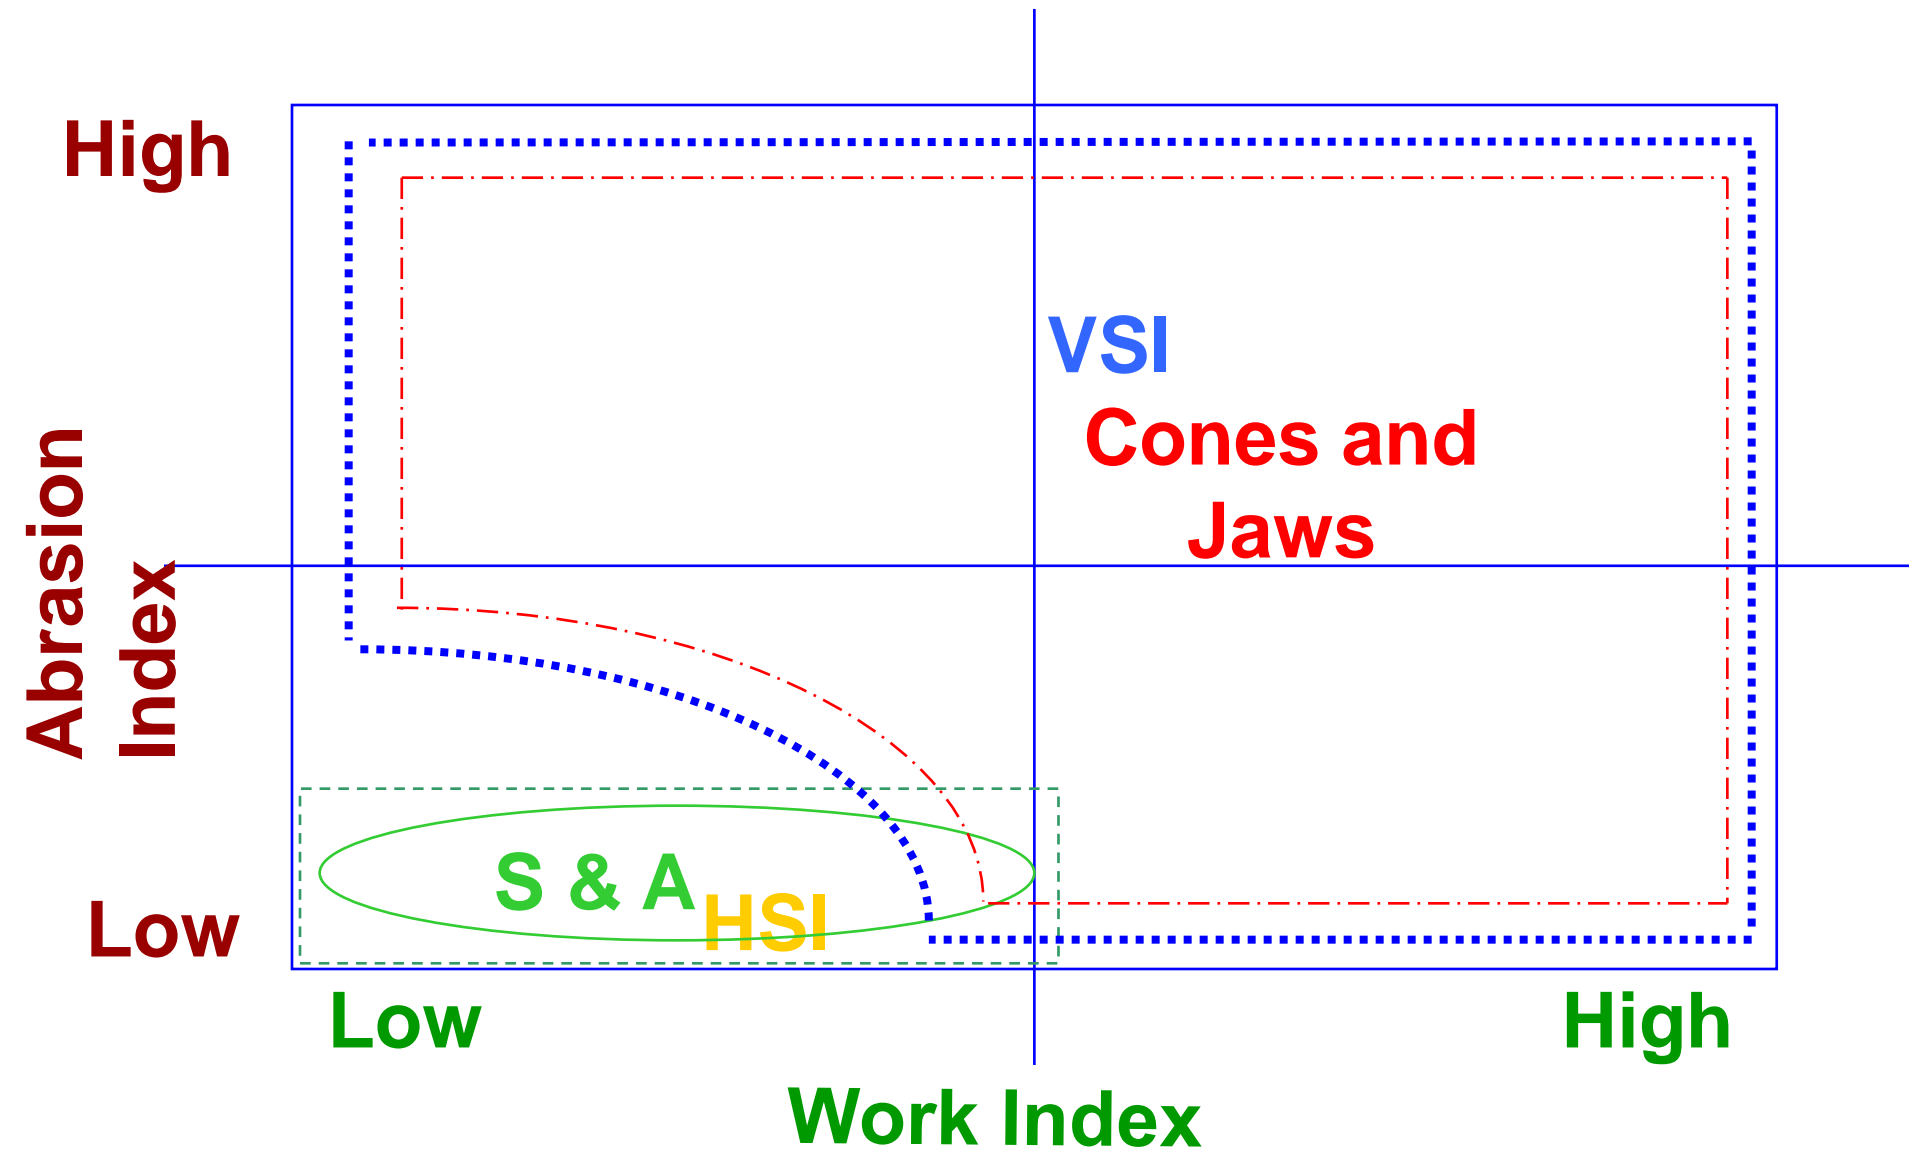 High
VSI
Cones and
Jaws
Abrasion
Index
S & A
HSI
Low
Low
High
Work Index